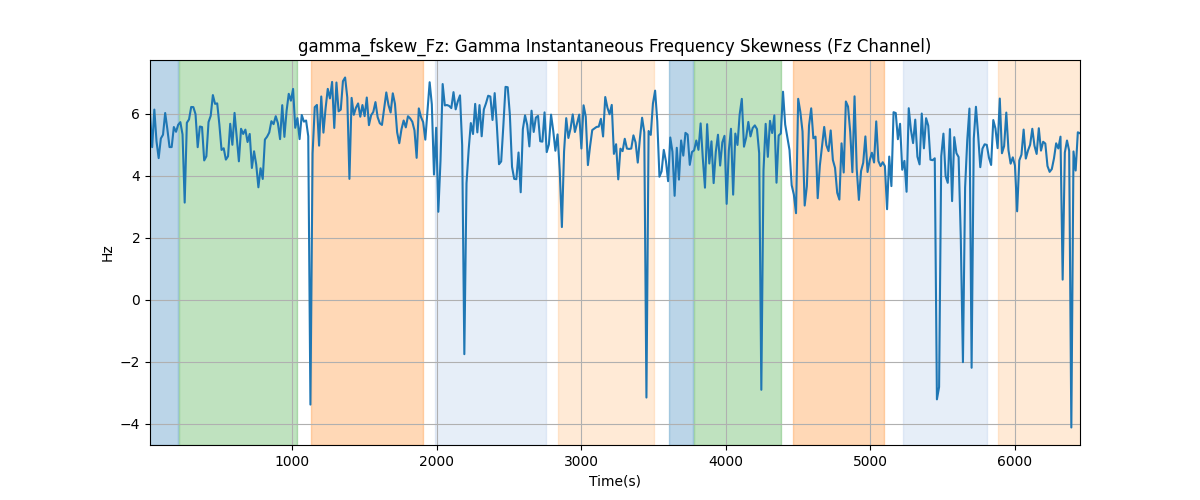 gamma_fskew_Fz: Gamma Instantaneous Frequency Skewness (Fz Channel)
6
4
2
0
−2
−4
Hz
1000 2000 3000 4000 5000 6000
Time(s)